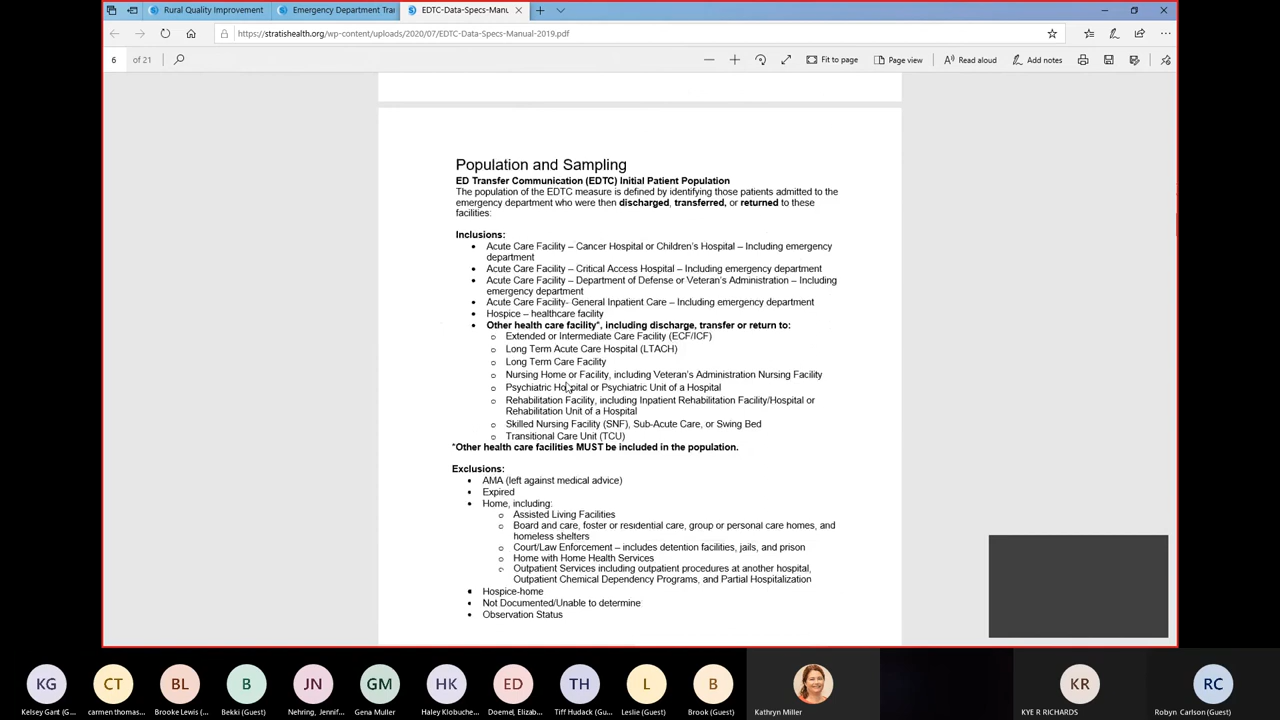 Rural Quality Improvement
Emergency Department Tra
EDTC-Data-Specs-Manu
https://stratishealth.org/wp-content/uploads/2020/07/EDTC-Data-Specs-Manual-2019.pdf
6 of 21
Fit to page
Page view
Read aloud
Add notes
Population and Sampling
ED Transfer Communication (EDTC) Initial Patient Population
The population of the EDTC measure is defined by identifying those patients admitted to the
emergency department who were then discharged, transferred, or returned to these
facilities:
Inclusions:
• Acute Care Facility – Cancer Hospital or Children's Hospital – Including emergency
department
• Acute Care Facility – Critical Access Hospital – Including emergency department
• Acute Care Facility – Department of Defense or Veteran's Administration – Including
emergency department
• Acute Care Facility- General Inpatient Care – Including emergency department
• Hospice – healthcare facility
• Other health care facility*, including discharge, transfer or return to:
o Extended or Intermediate Care Facility (ECF/ICF)
o Long Term Acute Care Hospital (LTACH)
o Long Term Care Facility
o Nursing Home or Facility, including Veteran's Administration Nursing Facility
o Psychiatric Hospital or Psychiatric Unit of a Hospital
o Rehabilitation Facility, including Inpatient Rehabilitation Facility/Hospital or
Rehabilitation Unit of a Hospital
o Skilled Nursing Facility (SNF), Sub-Acute Care, or Swing Bed
o Transitional Care Unit (TCU)
*Other health care facilities MUST be included in the population.
Exclusions:
• AMA (left against medical advice)
• Expired
• Home, including:
o Assisted Living Facilities
o Board and care, foster or residential care, group or personal care homes, and
homeless shelters
o Court/Law Enforcement – includes detention facilities, jails, and prison
o Home with Home Health Services
o Outpatient Services including outpatient procedures at another hospital,
Outpatient Chemical Dependency Programs, and Partial Hospitalization
• Hospice-home
• Not Documented/Unable to determine
• Observation Status
KG CT BL B JN GM HK ED TH L B KR RC
Kelsey Gant (G... carmen thomas... Brooke Lewis (... Bekki (Guest) Nehring, Jennif... Gena Muller Haley Klobuche... Doemel, Elizab... Tiff Hudack (Gu... Leslie (Guest) Brook (Guest) Kathryn Miller KYE R RICHARDS Robyn Carlson (Guest)